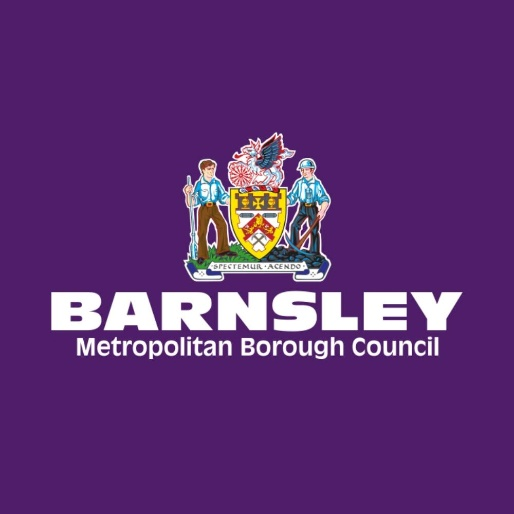 SPECTEMUR · AGENDO
BARNSLEY
Metropolitan Borough Council